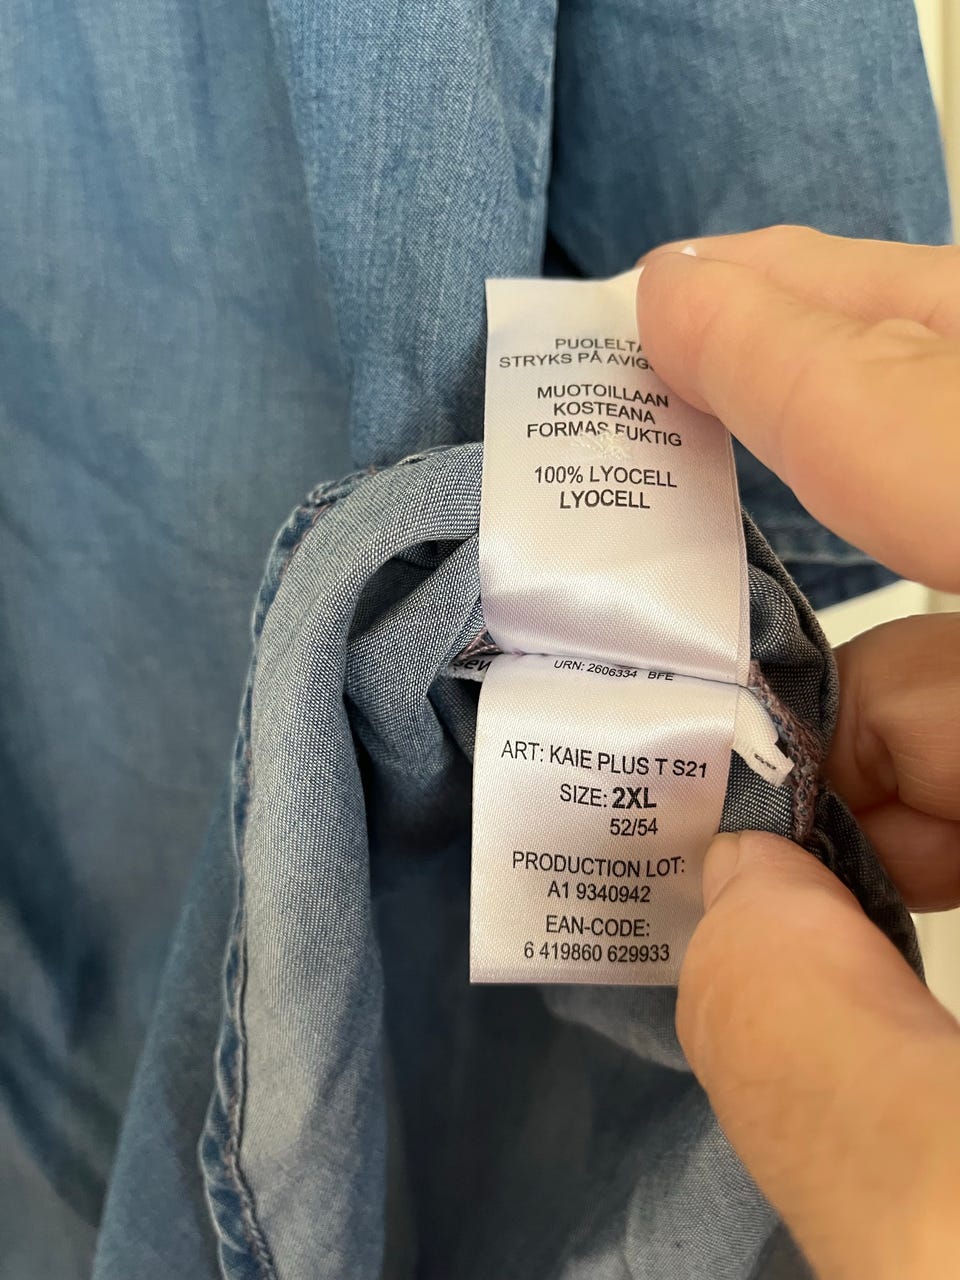 PUOLELTA
STRYKS PÅ
MUOTOILLAAN
KOSTEANA
FORMAS FUKTIG
100% LYOCELL
LYOCELL
URN: 2606334 BFE
ART: KAIE PLUS T S21
SIZE: 2XL
52/54
PRODUCTION LOT:
A1 9340942
EAN-CODE:
6 419860 629933